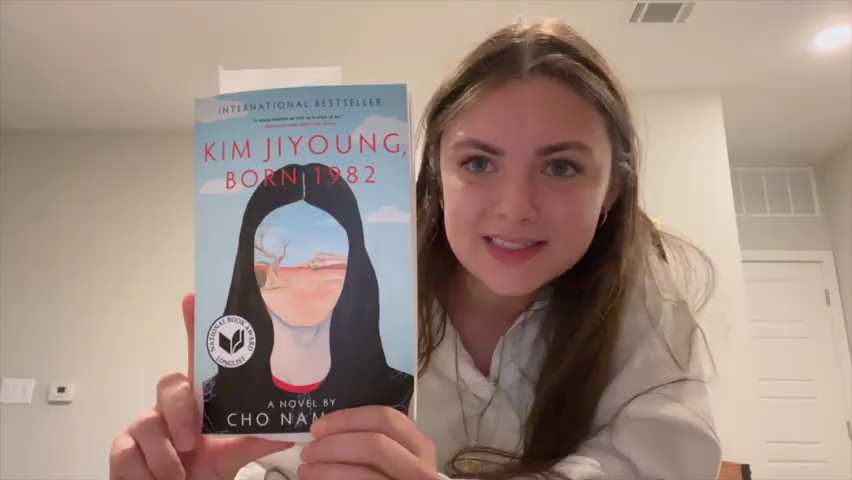 INTERNATIONAL BESTSELLER
KIM JIYOUNG,
BORN 1982
NATIONAL BOOK AWARD
LONGLIST
A NOVEL BY
CHO NAM